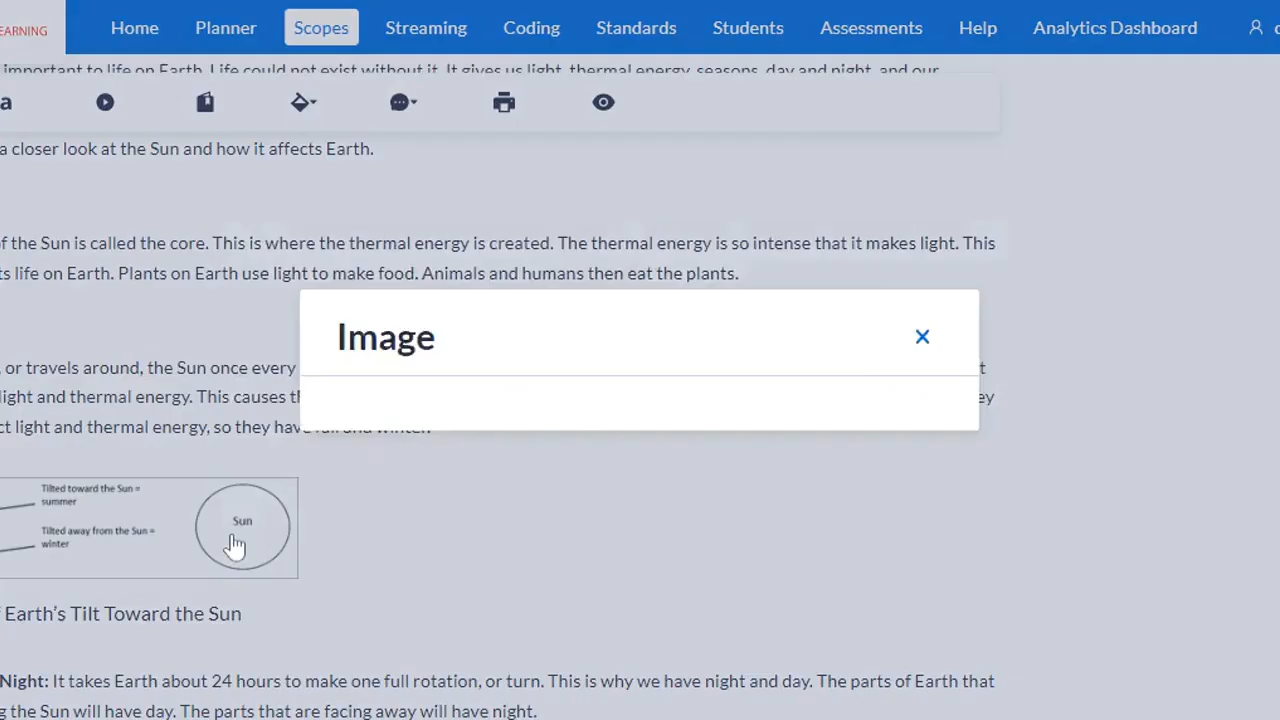 EARNING
Home Planner Scopes Streaming Coding Standards Students Assessments Help Analytics Dashboard
important to life on Earth. Life could not exist without it. It gives us light, thermal energy, seasons, day and night, and our
a
a closer look at the Sun and how it affects Earth.
of the Sun is called the core. This is where the thermal energy is created. The thermal energy is so intense that it makes light. This
ts life on Earth. Plants on Earth use light to make food. Animals and humans then eat the plants.
Image
, or travels around, the Sun once every
light and thermal energy. This causes th
ey
ct light and thermal energy, so they have fall and winter.
Tilted toward the Sun =
summer
Sun
Tilted away from the Sun =
winter
f Earth's Tilt Toward the Sun
Night: It takes Earth about 24 hours to make one full rotation, or turn. This is why we have night and day. The parts of Earth that
g the Sun will have day. The parts that are facing away will have night.